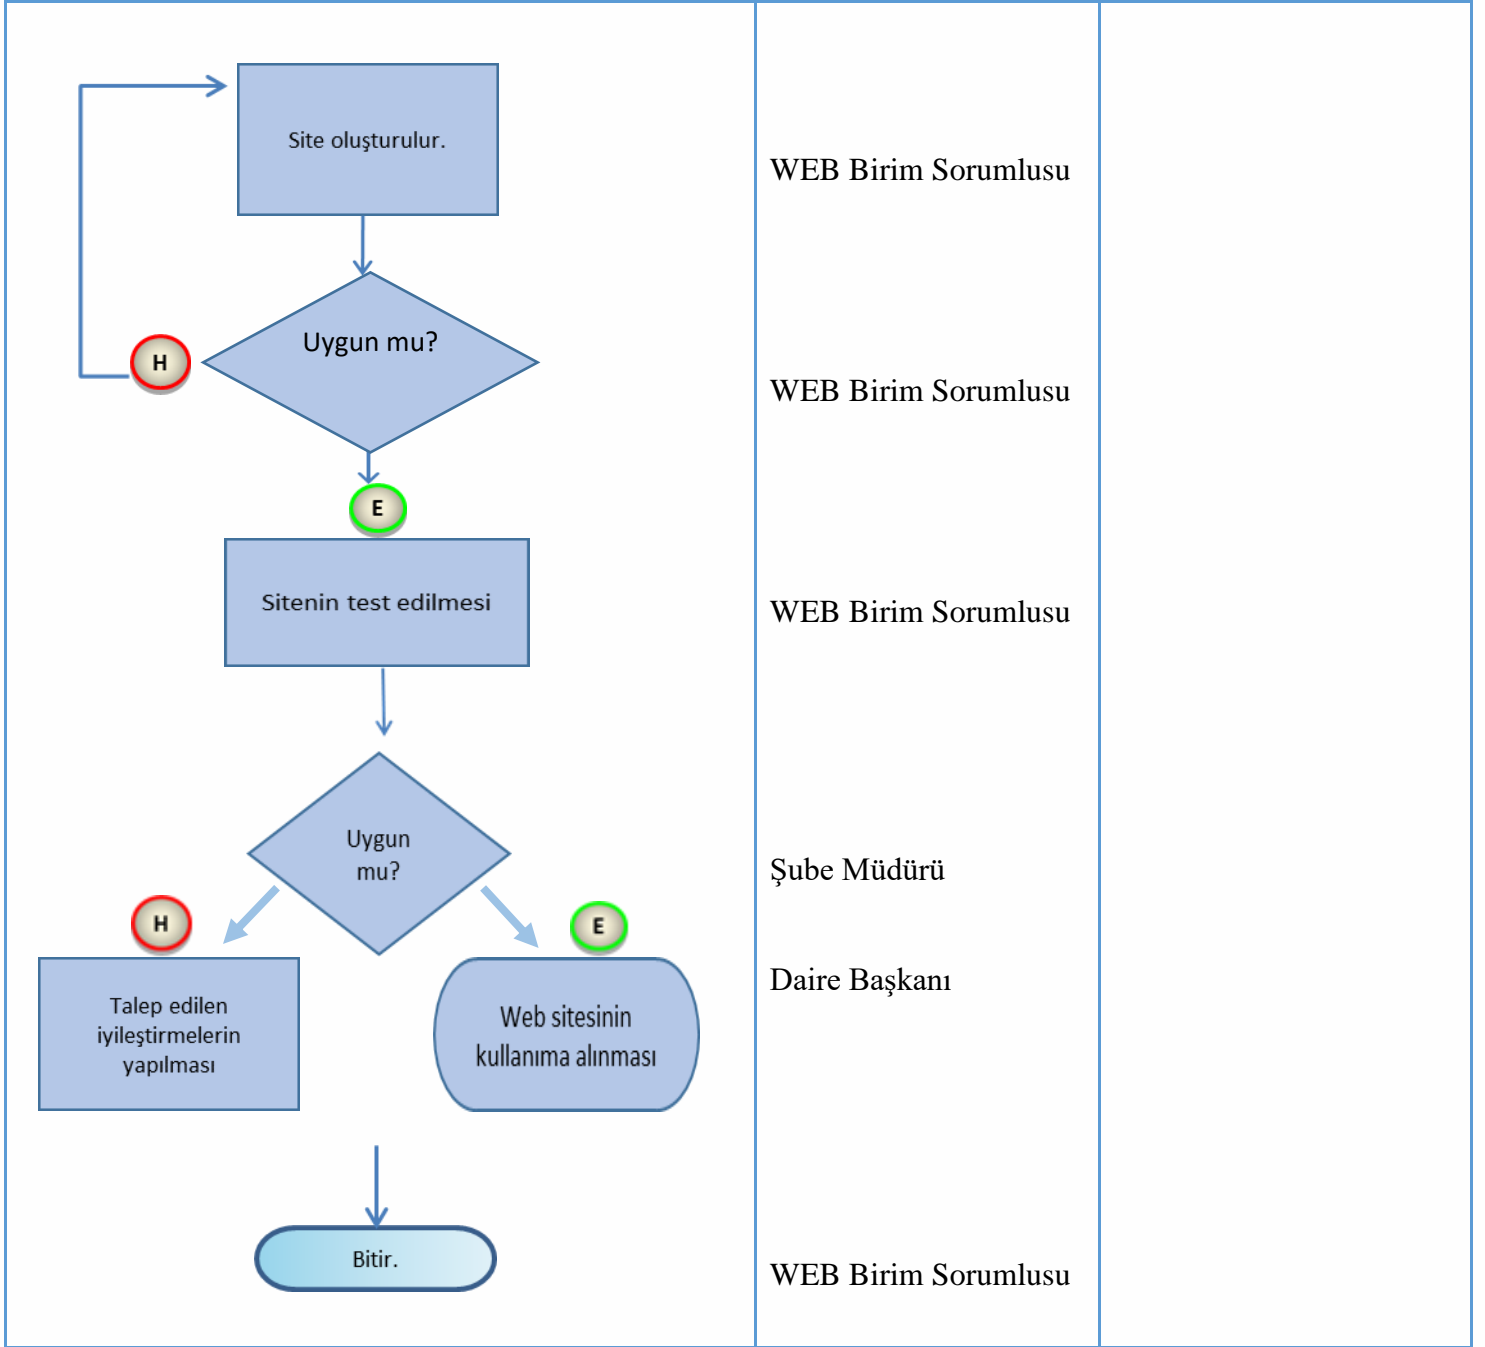 Site oluşturulur.
WEB Birim Sorumlusu
Uygun mu?
H
WEB Birim Sorumlusu
E
Sitenin test edilmesi
WEB Birim Sorumlusu
Uygun
mu?
Şube Müdürü
H
E
Daire Başkanı
Talep edilen
iyileştirmelerin
yapılması
Web sitesinin
kullanıma alınması
Bitir.
WEB Birim Sorumlusu